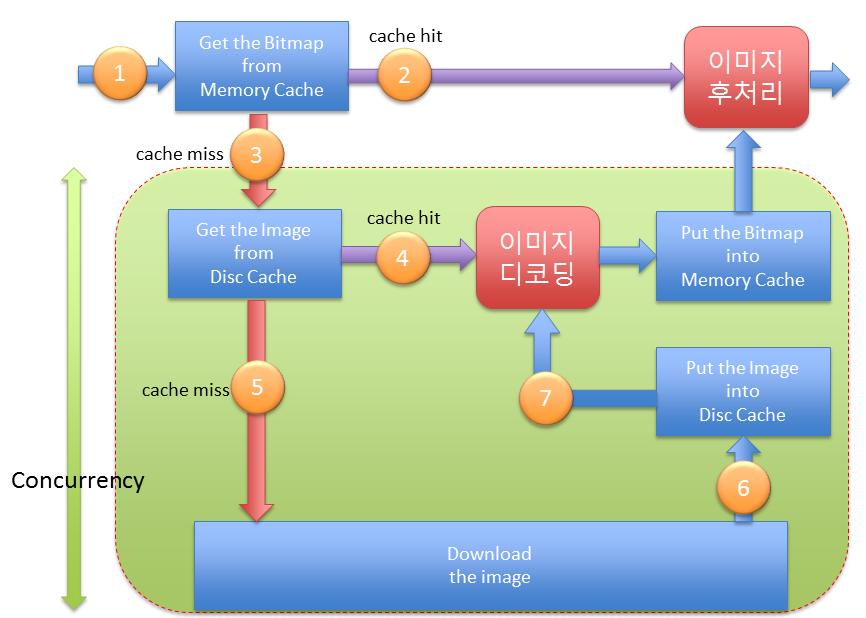 1
Get the Bitmap
from
Memory Cache
cache hit
2
이미지
후처리
cache miss
3
Get the Image
from
Disc Cache
cache hit
4
이미지
디코딩
Put the Bitmap
into
Memory Cache
cache miss
5
7
Put the Image
into
Disc Cache
Concurrency
6
Download
the image